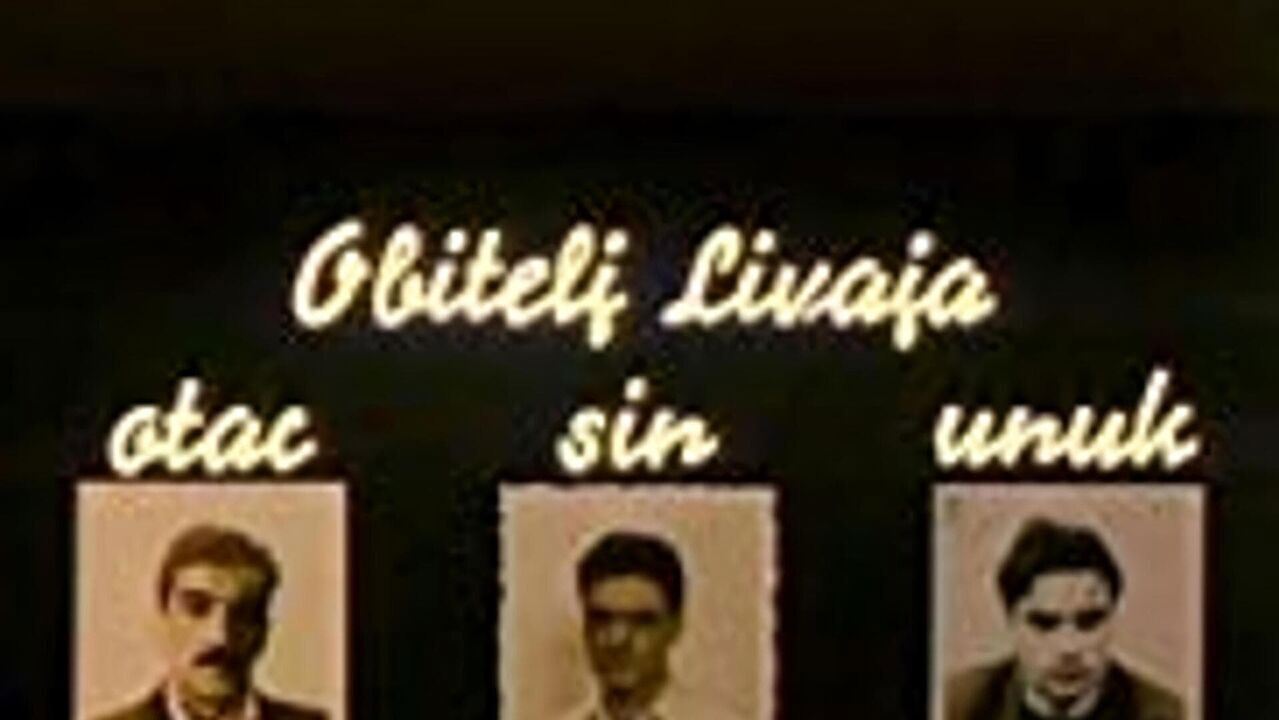 Obitelj Livaja
otac sin unuk